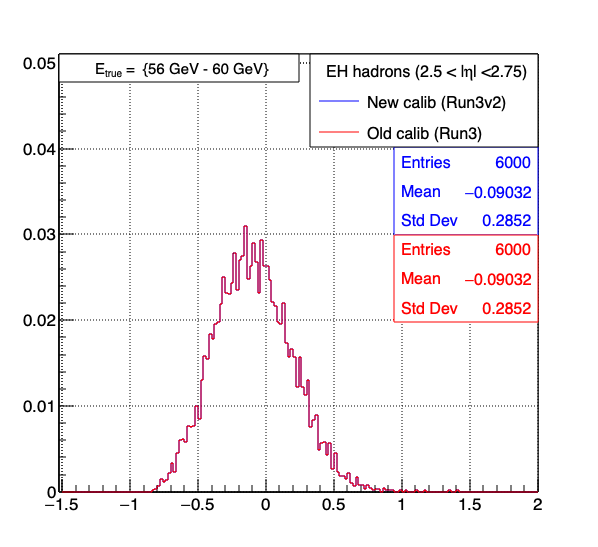 E_true = {56 GeV - 60 GeV}
EH hadrons (2.5 < |η| <2.75)
New calib (Run3v2)
Old calib (Run3)
Entries 6000
Mean −0.09032
Std Dev 0.2852
Entries 6000
Mean −0.09032
Std Dev 0.2852
0.05
0.04
0.03
0.02
0.01
0
−1.5 −1 −0.5 0 0.5 1 1.5 2